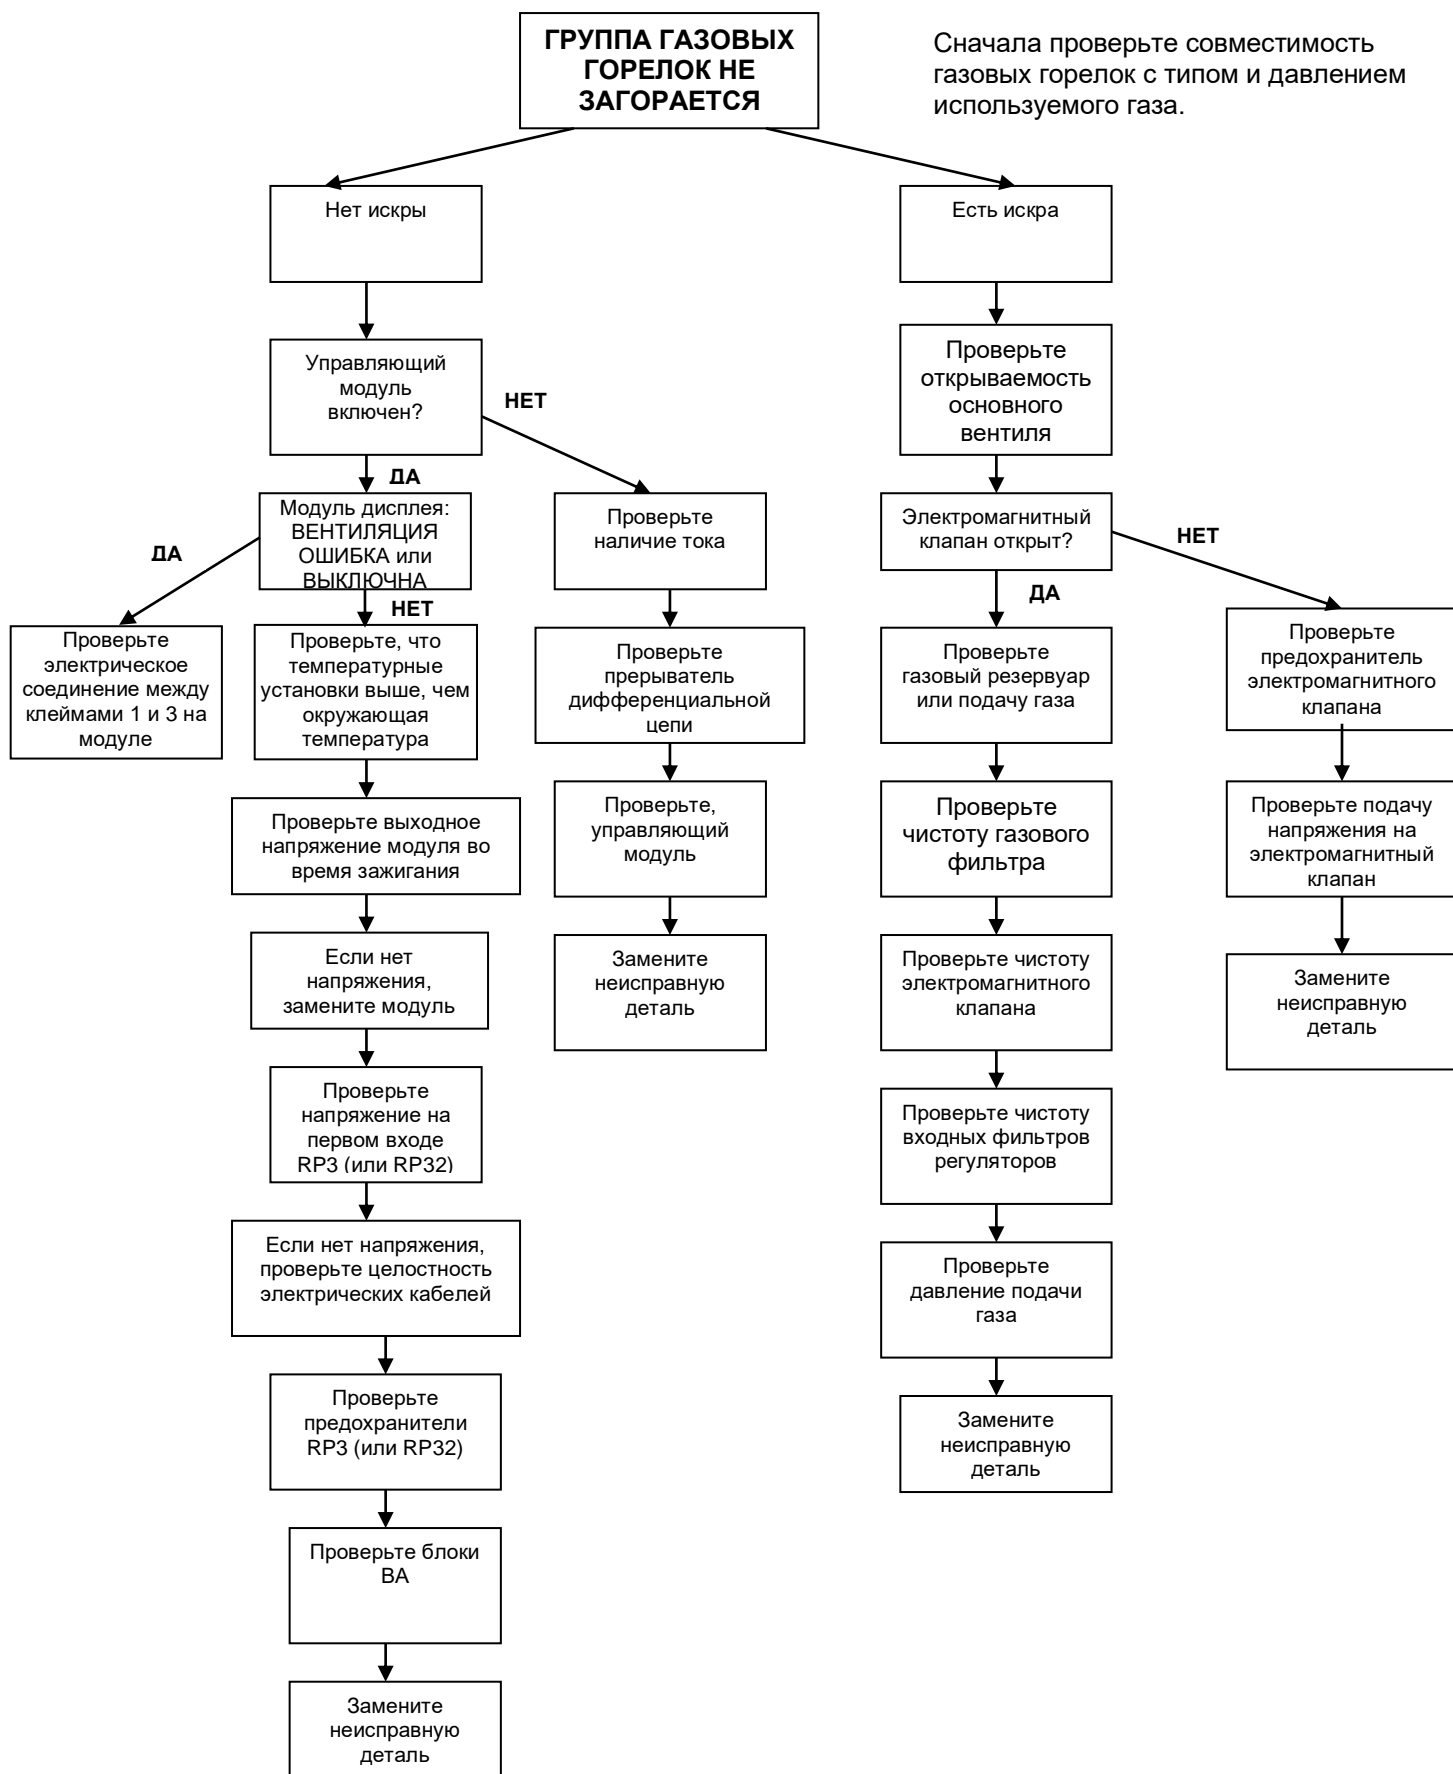 ГРУППА ГАЗОВЫХ
ГОРЕЛОК НЕ
ЗАГОРАЕТСЯ
Сначала проверьте совместимость
газовых горелок с типом и давлением
используемого газа.
Нет искры
Есть искра
Управляющий
модуль
включен?
НЕТ
Проверьте
открываемость
основного
вентиля
ДА
Модуль дисплея:
ВЕНТИЛЯЦИЯ
ОШИБКА или
ВЫКЛЮЧНА
ДА
НЕТ
Проверьте
наличие тока
Электромагнитный
клапан открыт?
НЕТ
ДА
Проверьте
электрическое
соединение между
клеймами 1 и 3 на
модуле
Проверьте, что
температурные
установки выше, чем
окружающая
температура
Проверьте
прерыватель
дифференциальной
цепи
Проверьте
газовый резервуар
или подачу газа
Проверьте
предохранитель
электромагнитного
клапана
Проверьте выходное
напряжение модуля во
время зажигания
Проверьте,
управляющий
модуль
Проверьте
чистоту газового
фильтра
Проверьте подачу
напряжения на
электромагнитный
клапан
Если нет
напряжения,
замените модуль
Замените
неисправную
деталь
Проверьте чистоту
электромагнитного
клапана
Замените
неисправную
деталь
Проверьте
напряжение на
первом входе
RP3 (или RP32)
Проверьте чистоту
входных фильтров
регуляторов
Если нет напряжения,
проверьте целостность
электрических кабелей
Проверьте
давление подачи
газа
Проверьте
предохранители
RP3 (или RP32)
Замените
неисправную
деталь
Проверьте блоки
ВА
Замените
неисправную
деталь